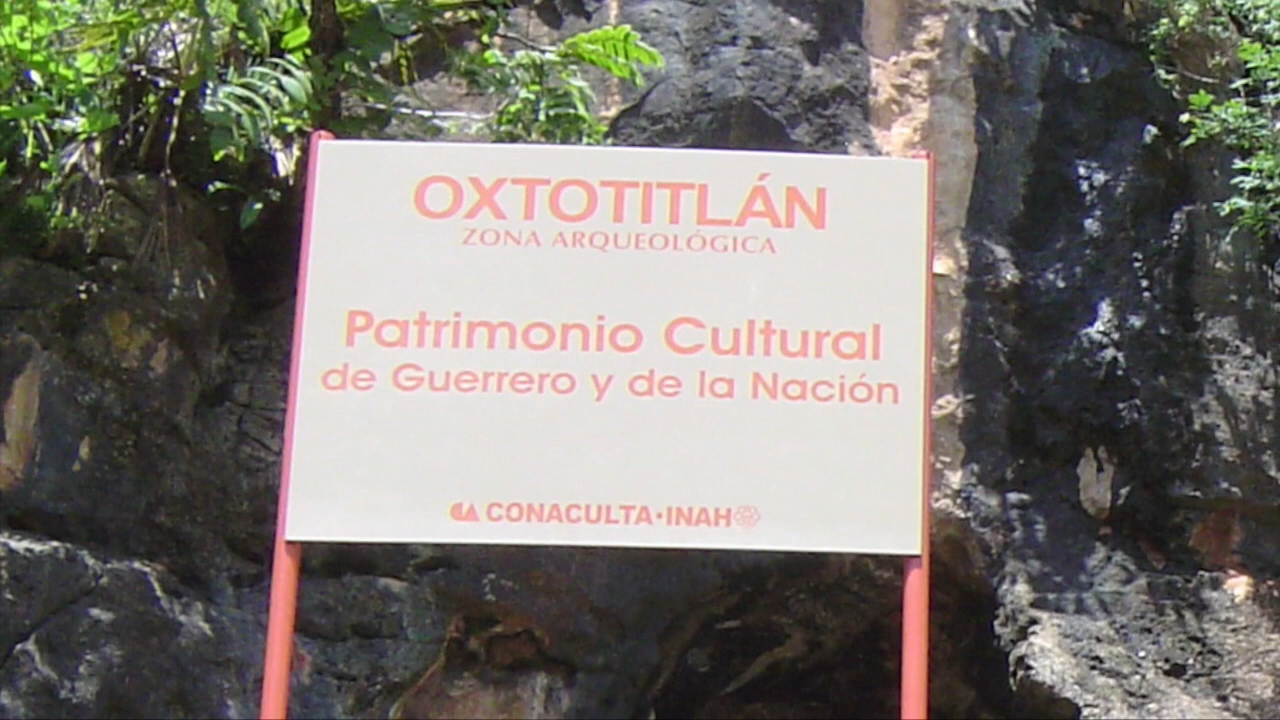 OXTOTITLÁN
ZONA ARQUEOLÓGICA
Patrimonio Cultural
de Guerrero y de la Nación
CONACULTA•INAH